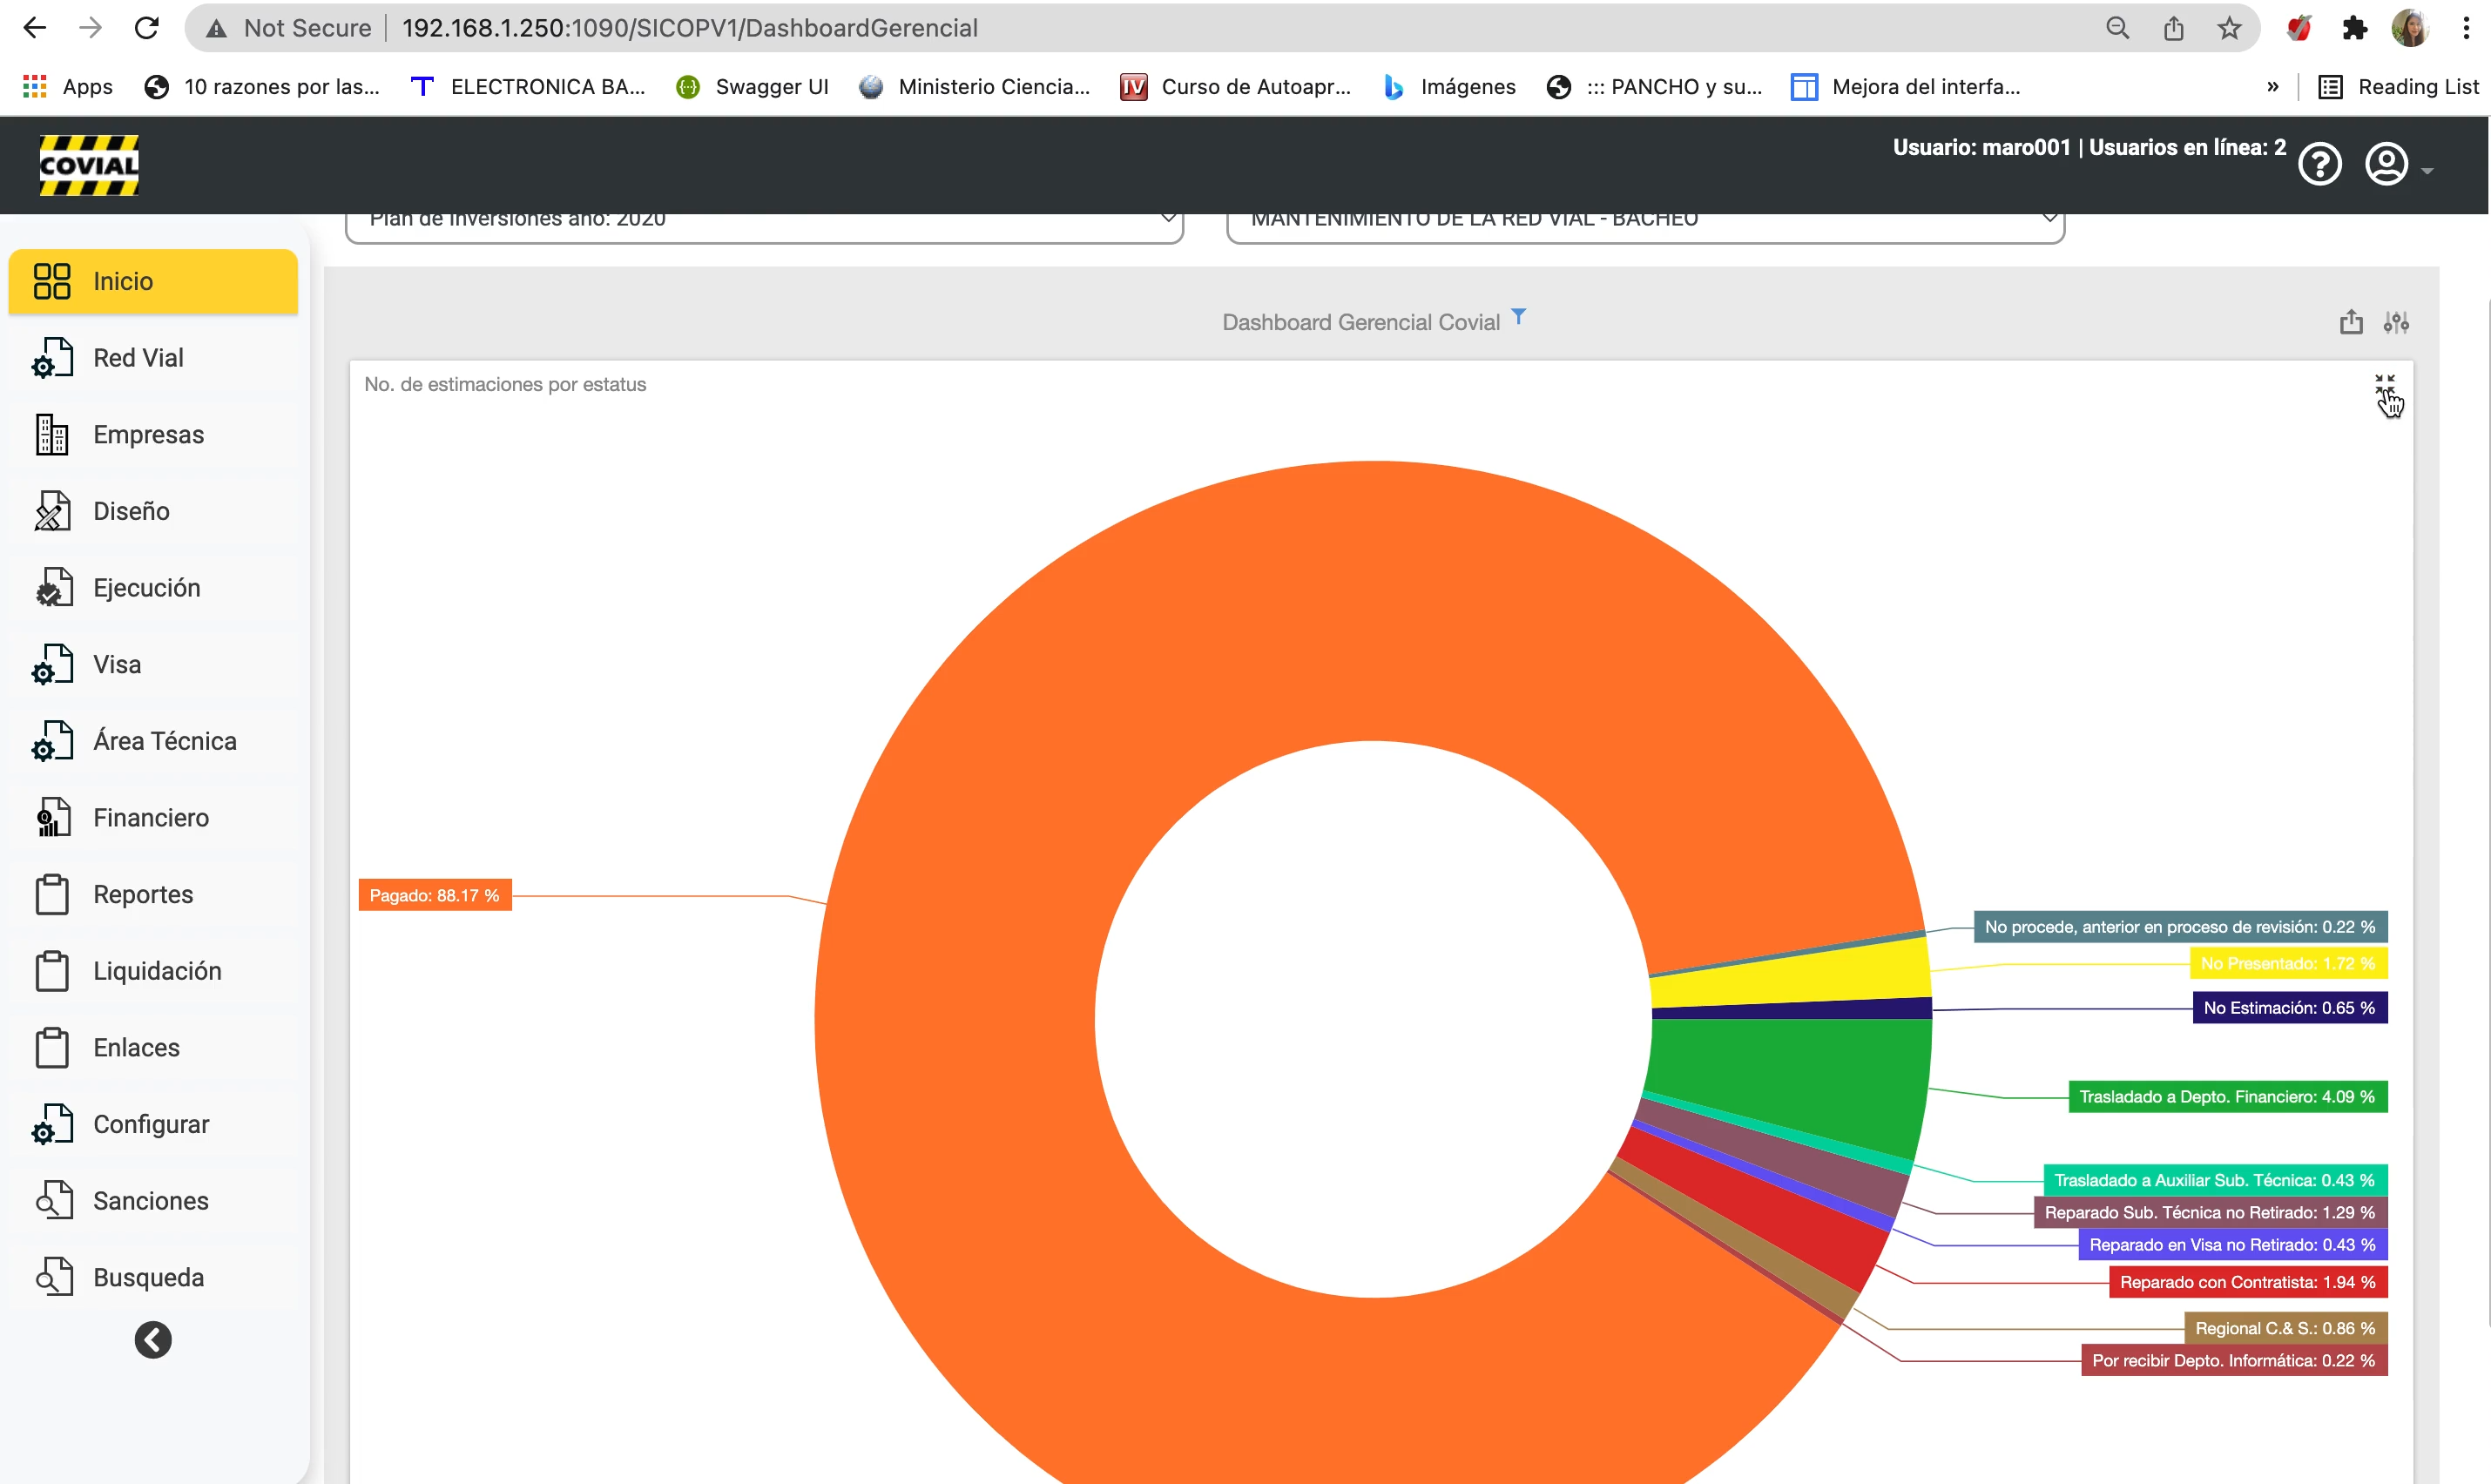 Not Secure 192.168.1.250:1090/SICOPV1/DashboardGerencial
Apps 10 razones por las... ELECTRONICA BA... Swagger UI Ministerio Ciencia... Curso de Autoapr... Imágenes ::: PANCHO y su... Mejora del interfa... » Reading List
COVIAL
Usuario: maro001 | Usuarios en línea: 2
Plan de Inversiones año: 2020
MANTENIMIENTO DE LA RED VIAL - BACHEO
Inicio
Red Vial
Empresas
Diseño
Ejecución
Visa
Área Técnica
Financiero
Reportes
Liquidación
Enlaces
Configurar
Sanciones
Busqueda
Dashboard Gerencial Covial
No. de estimaciones por estatus
Pagado: 88.17 %
No procede, anterior en proceso de revisión: 0.22 %
No Presentado: 1.72 %
No Estimación: 0.65 %
Trasladado a Depto. Financiero: 4.09 %
Trasladado a Auxiliar Sub. Técnica: 0.43 %
Reparado Sub. Técnica no Retirado: 1.29 %
Reparado en Visa no Retirado: 0.43 %
Reparado con Contratista: 1.94 %
Regional C.& S.: 0.86 %
Por recibir Depto. Informática: 0.22 %